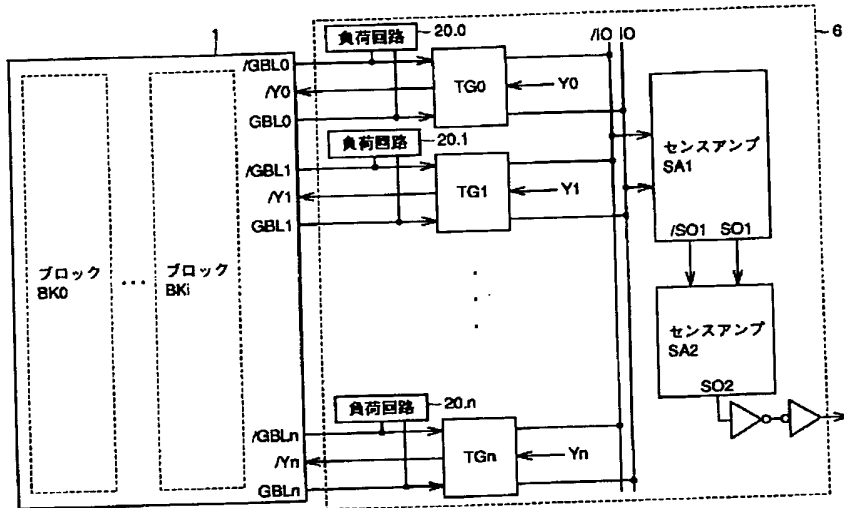 1
負荷回路
20.0
/IO IO
6
/GBL0
/Y0
GBL0
TG0
Y0
負荷回路
20.1
/GBL1
/Y1
GBL1
TG1
Y1
センスアンプ
SA1
/SO1 SO1
ブロック
BK0
...
ブロック
BKi
センスアンプ
SA2
SO2
負荷回路
20.n
/GBLn
/Yn
GBLn
TGn
Yn